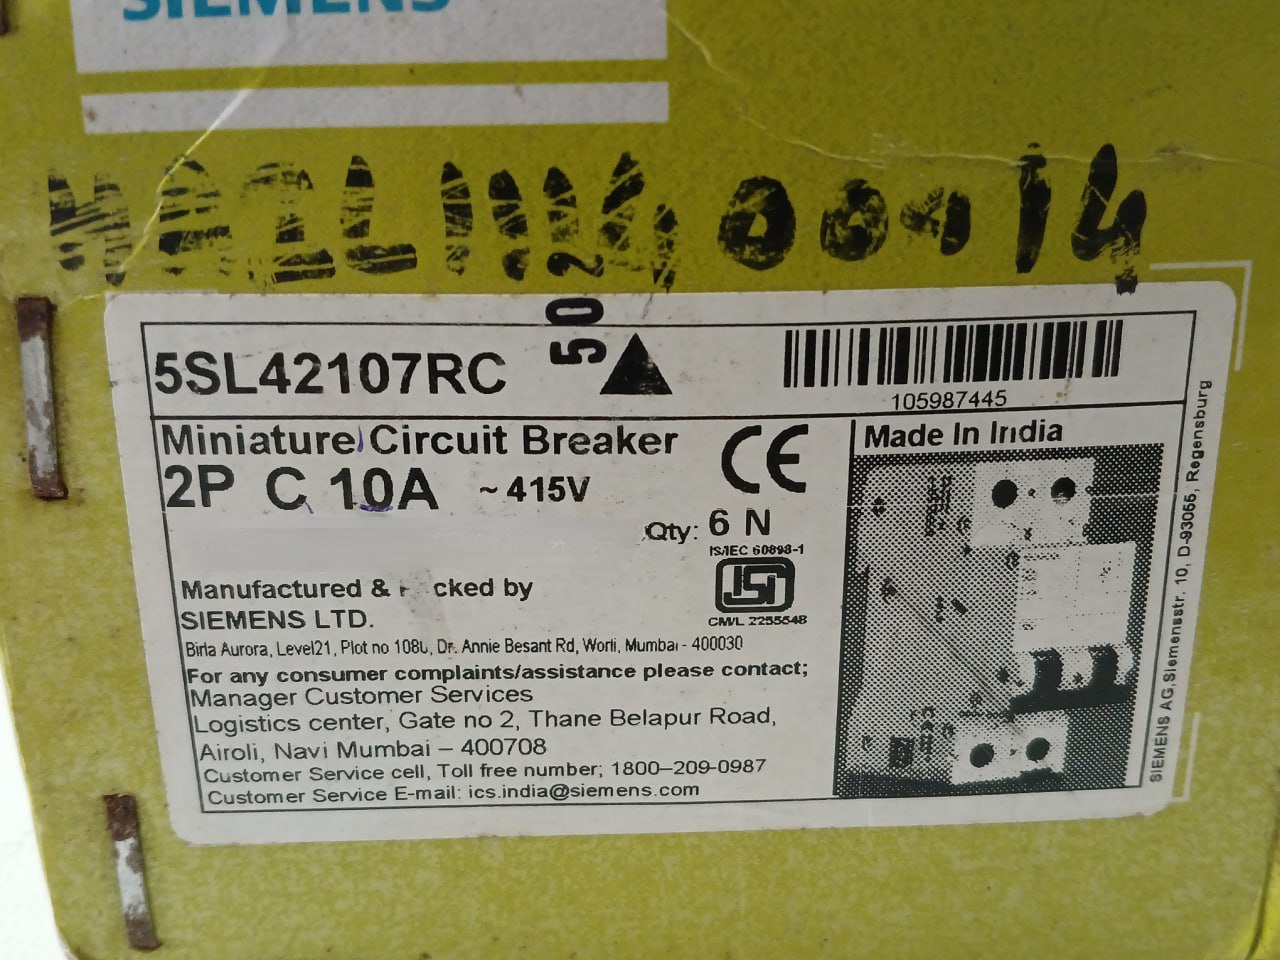 SIEMENS
5SL42107RC
50
2
105987445
Miniature Circuit Breaker
CE
Made In India
2P C 10A ~ 415V
Qty: 6 N
IS/IEC 60898-1
ISI
CM/L 2255548
Manufactured & cked by
SIEMENS LTD.
Birla Aurora, Level21, Plot no 1080, Dr. Annie Besant Rd, Worli, Mumbai - 400030
For any consumer complaints/assistance please contact;
Manager Customer Services
Logistics center, Gate no 2, Thane Belapur Road,
Airoli, Navi Mumbai – 400708
Customer Service cell, Toll free number; 1800–209-0987
Customer Service E-mail: ics.india@siemens.com
SIEMENS AG,Siemensstr. 10, D-93055, Regensburg